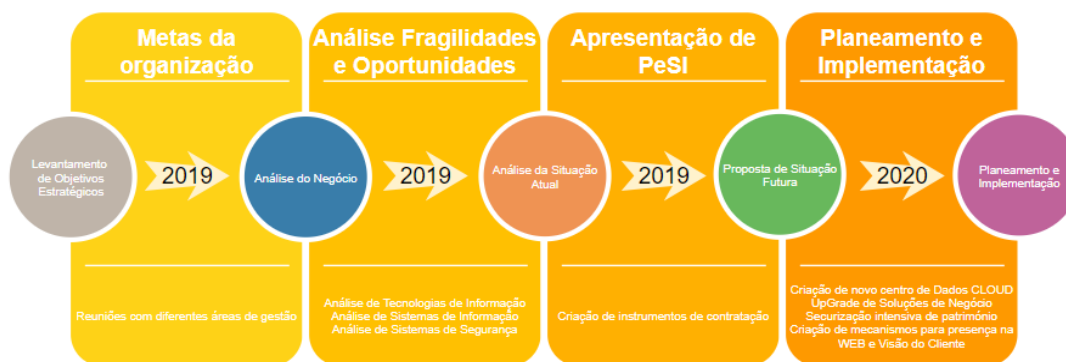 Metas da
organização
Análise Fragilidades
e Oportunidades
Apresentação de
PeSI
Planeamento e
Implementação
Levantamento
de Objetivos
Estratégicos
2019
Análise do Negócio
2019
Análise da Situação
Atual
2019
Proposta de Situação
Futura
2020
Planeamento e
Implementação
Reuniões com diferentes áreas de gestão
Análise de Tecnologias de Informação
Análise de Sistemas de Informação
Análise de Sistemas de Segurança
Criação de instrumentos de contratação
Criação de novo centro de Dados CLOUD
UpGrade de Soluções de Negócio
Securização intensiva de património
Criação de mecanismos para presença na
WEB e Visão do Cliente